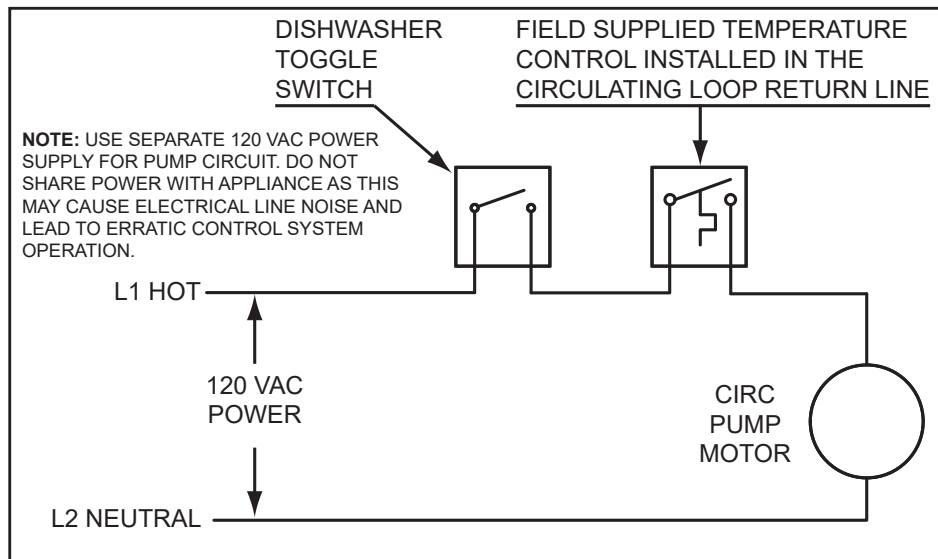 DISHWASHER
TOGGLE
SWITCH
FIELD SUPPLIED TEMPERATURE
CONTROL INSTALLED IN THE
CIRCULATING LOOP RETURN LINE
NOTE: USE SEPARATE 120 VAC POWER
SUPPLY FOR PUMP CIRCUIT. DO NOT
SHARE POWER WITH APPLIANCE AS THIS
MAY CAUSE ELECTRICAL LINE NOISE AND
LEAD TO ERRATIC CONTROL SYSTEM
OPERATION.
L1 HOT
120 VAC
POWER
CIRC
PUMP
MOTOR
L2 NEUTRAL